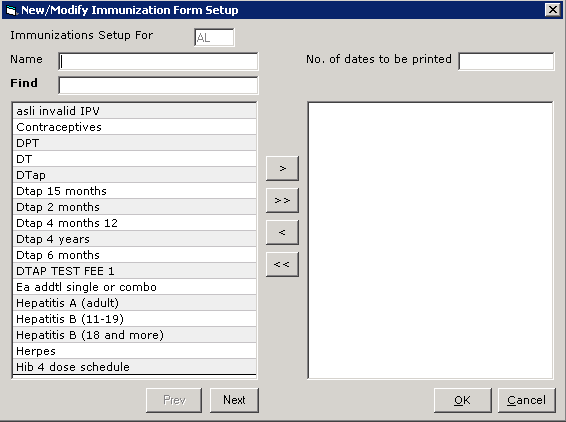 New/Modify Immunization Form Setup
Immunizations Setup For AL
Name No. of dates to be printed
Find
asli invalid IPV
Contraceptives
DPT
DT
DTap
Dtap 15 months
Dtap 2 months
Dtap 4 months 12
Dtap 4 years
Dtap 6 months
DTAP TEST FEE 1
Ea addtl single or combo
Hepatitis A (adult)
Hepatitis B (11-19)
Hepatitis B (18 and more)
Herpes
Hib 4 dose schedule
>
>>
<
<<
Prev Next OK Cancel